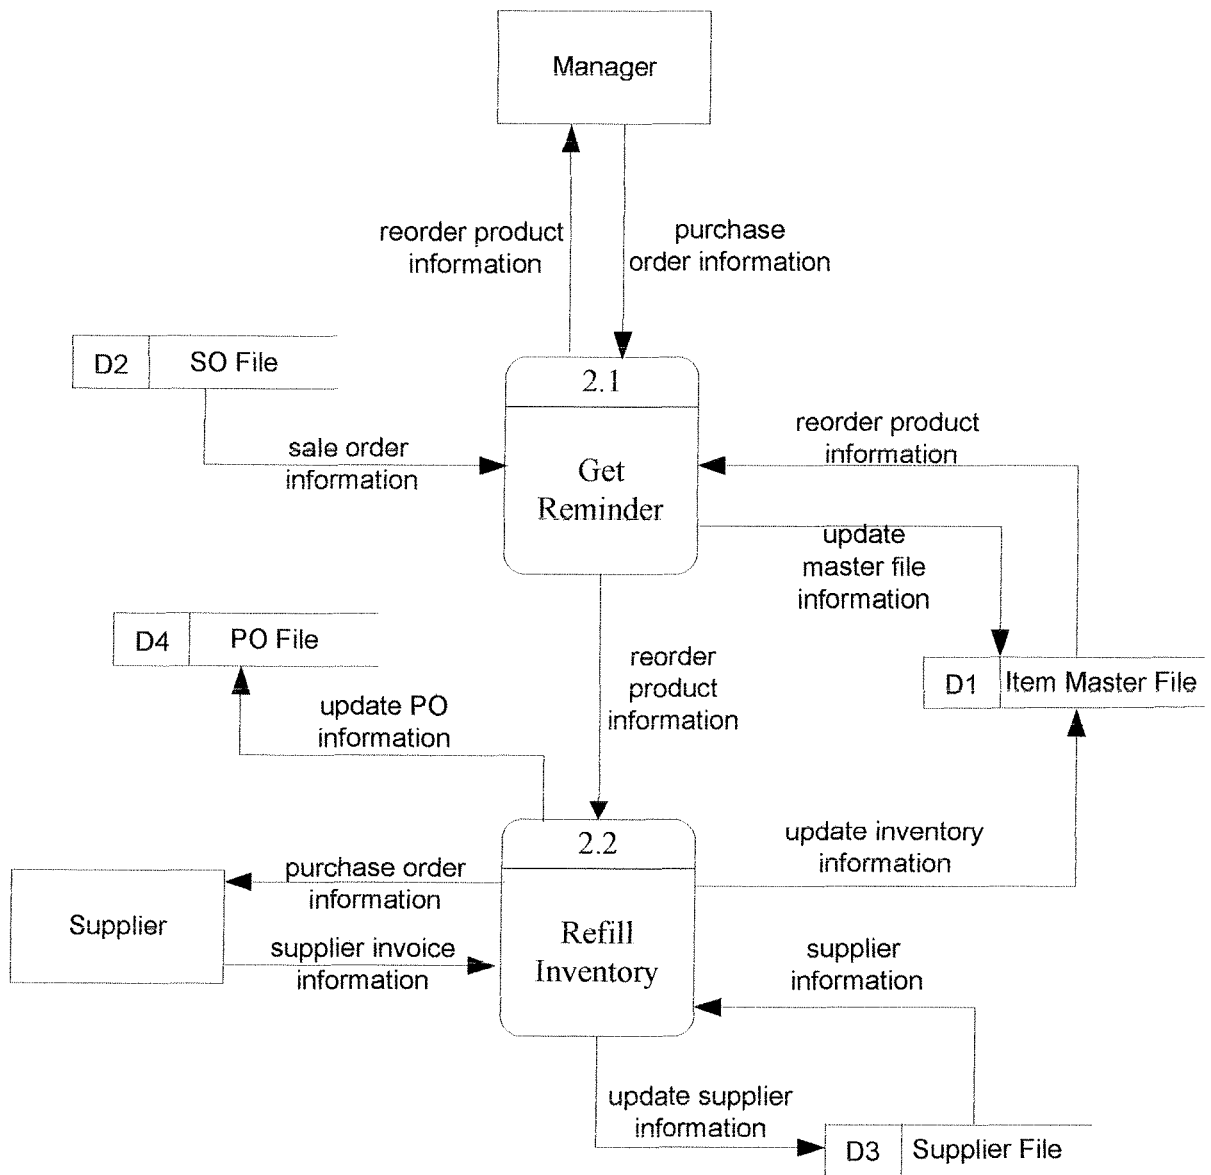 Manager
reorder product
information
purchase
order information
D2
SO File
2.1
Get
Reminder
sale order
information
reorder product
information
update
master file
information
D4
PO File
update PO
information
reorder
product
information
D1
Item Master File
2.2
Refill
Inventory
update inventory
information
Supplier
purchase order
information
supplier invoice
information
supplier
information
update supplier
information
D3
Supplier File